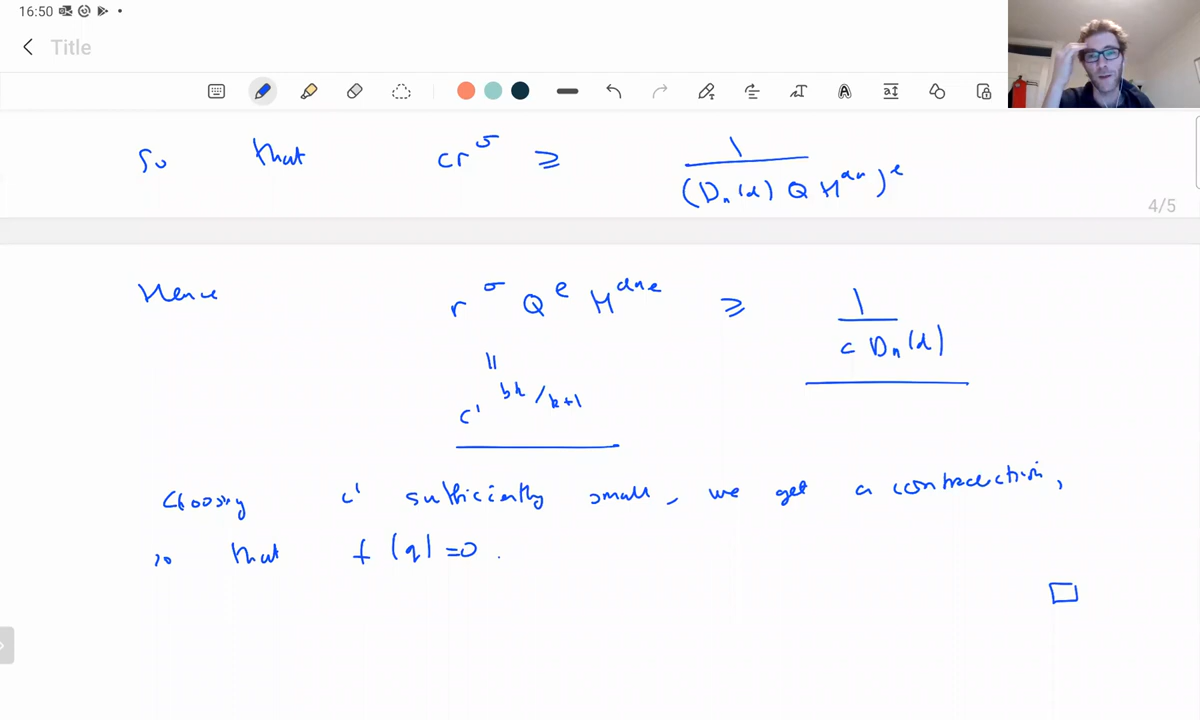 16:50
Title
So that cr^σ ≥ 1/(D_n(d) Q H^{dn})^e
4/5
Hence r^σ Q^e H^{dne} ≥ 1/(c D_n(d))
=
c'^{bk/k+1}
Choosing c' sufficiently small, we get a contradiction,
so that f(q) = 0.
□